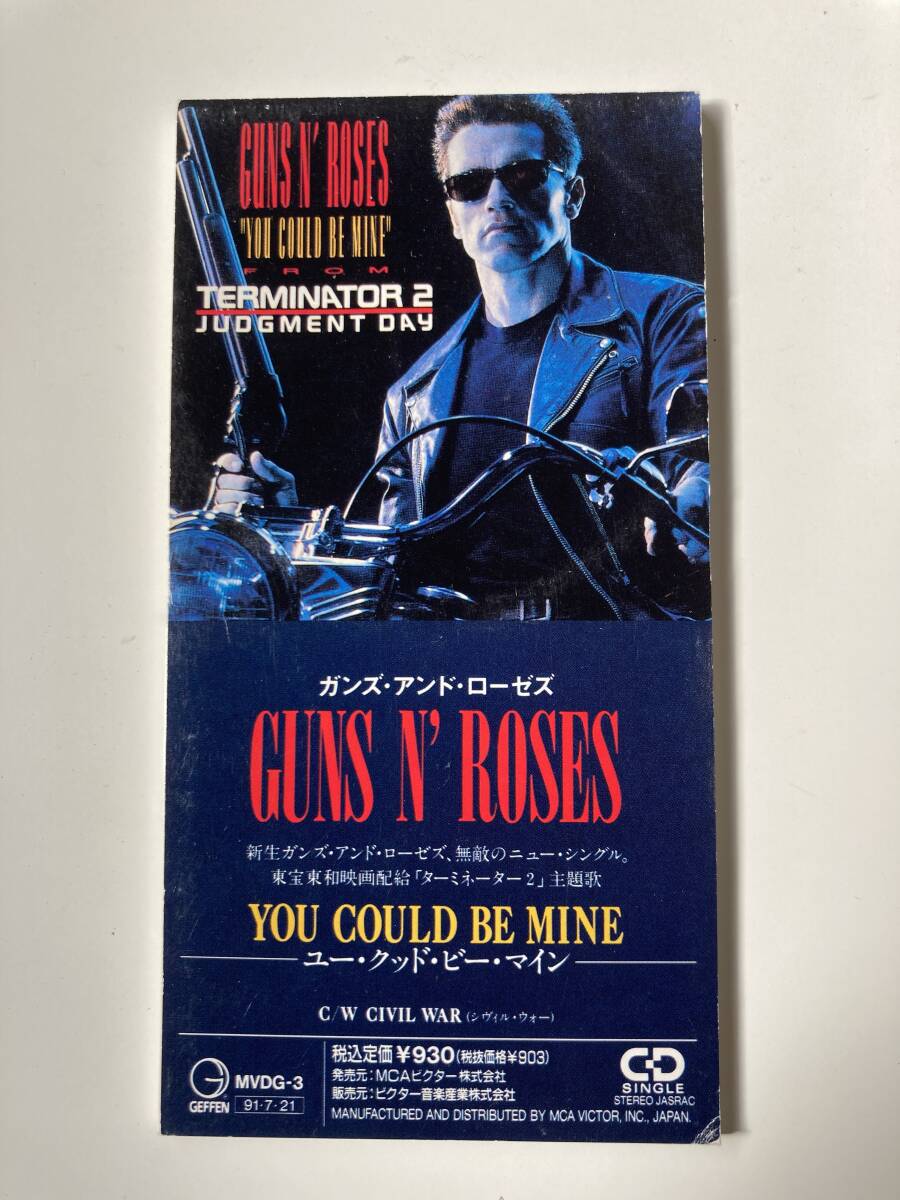 GUNS N' ROSES
"YOU COULD BE MINE"
FROM
TERMINATOR 2
JUDGMENT DAY
ガンズ・アンド・ローゼズ
GUNS N' ROSES
新生ガンズ・アンド・ローゼズ、無敵のニュー・シングル。
東宝東和映画配給「ターミネーター2」主題歌
YOU COULD BE MINE
ユー・クッド・ビー・マイン
C/W CIVIL WAR (シヴィル・ウォー)
GEFFEN
MVDG-3
91・7・21
税込定価¥930(税抜価格¥903)
発売元:MCAビクター株式会社
販売元:ビクター音楽産業株式会社
MANUFACTURED AND DISTRIBUTED BY MCA VICTOR, INC., JAPAN.
CD
SINGLE
STEREO JASRAC